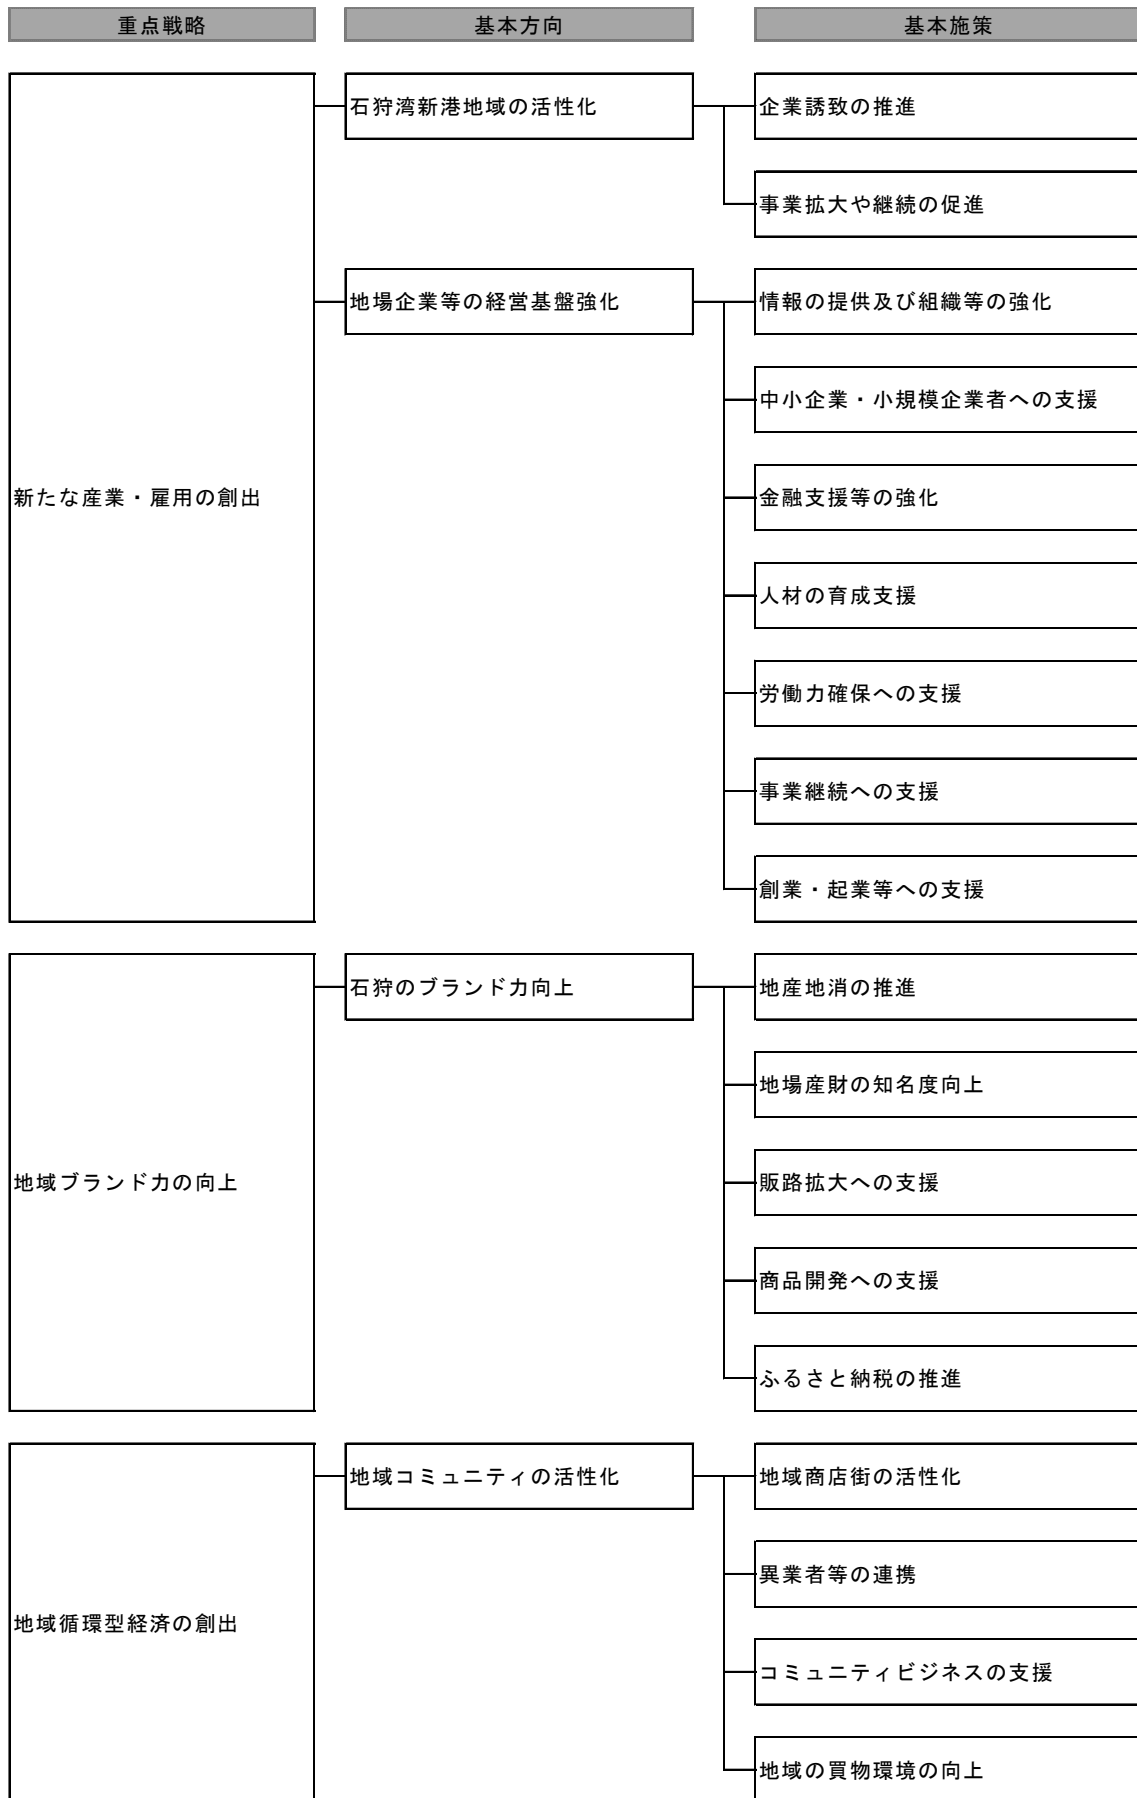 重点戦略
基本方向
基本施策
新たな産業・雇用の創出
石狩湾新港地域の活性化
企業誘致の推進
事業拡大や継続の促進
地場企業等の経営基盤強化
情報の提供及び組織等の強化
中小企業・小規模企業者への支援
金融支援等の強化
人材の育成支援
労働力確保への支援
事業継続への支援
創業・起業等への支援
地域ブランド力の向上
石狩のブランド力向上
地産地消の推進
地場産財の知名度向上
販路拡大への支援
商品開発への支援
ふるさと納税の推進
地域循環型経済の創出
地域コミュニティの活性化
地域商店街の活性化
異業者等の連携
コミュニティビジネスの支援
地域の買物環境の向上